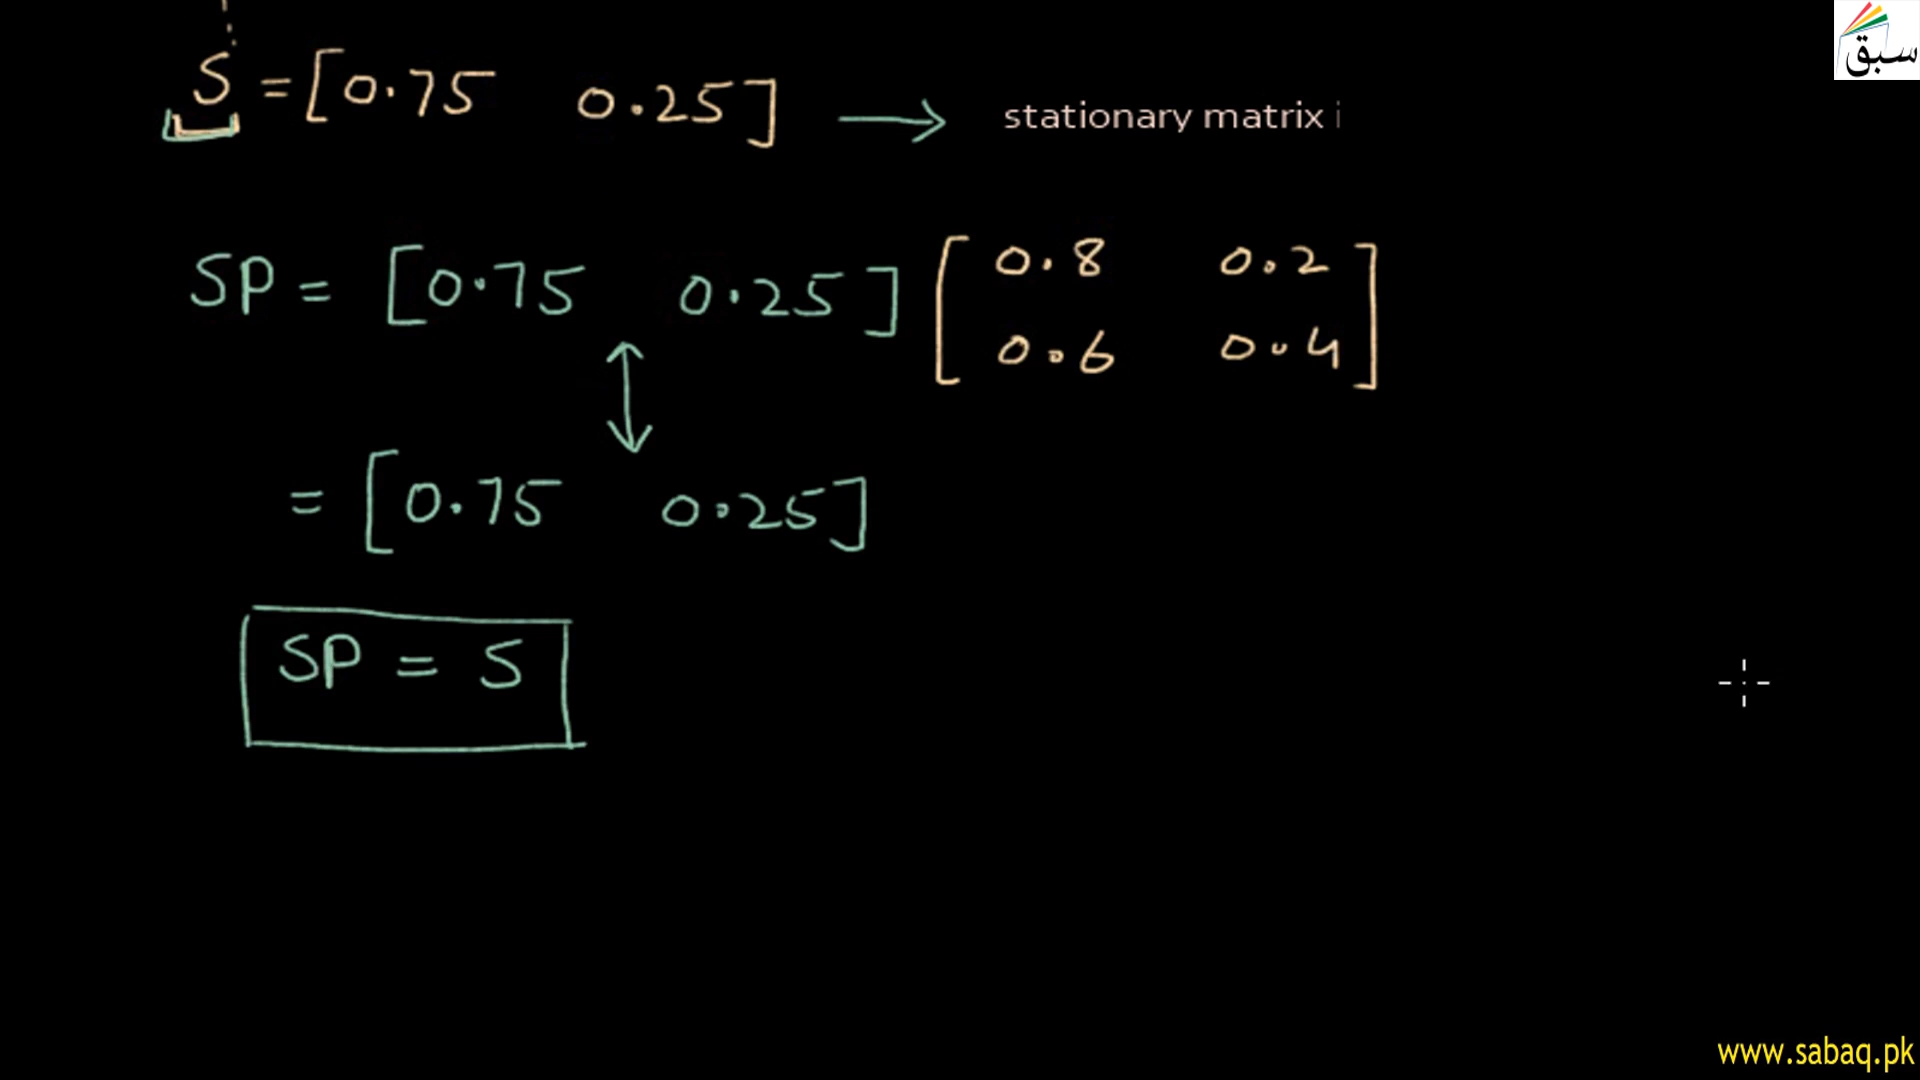 سبق
S = [0.75 0.25] → stationary matrix i
SP = [0.75 0.25] [0.8 0.2
0.6 0.4]
= [0.75 0.25]
SP = S
www.sabaq.pk